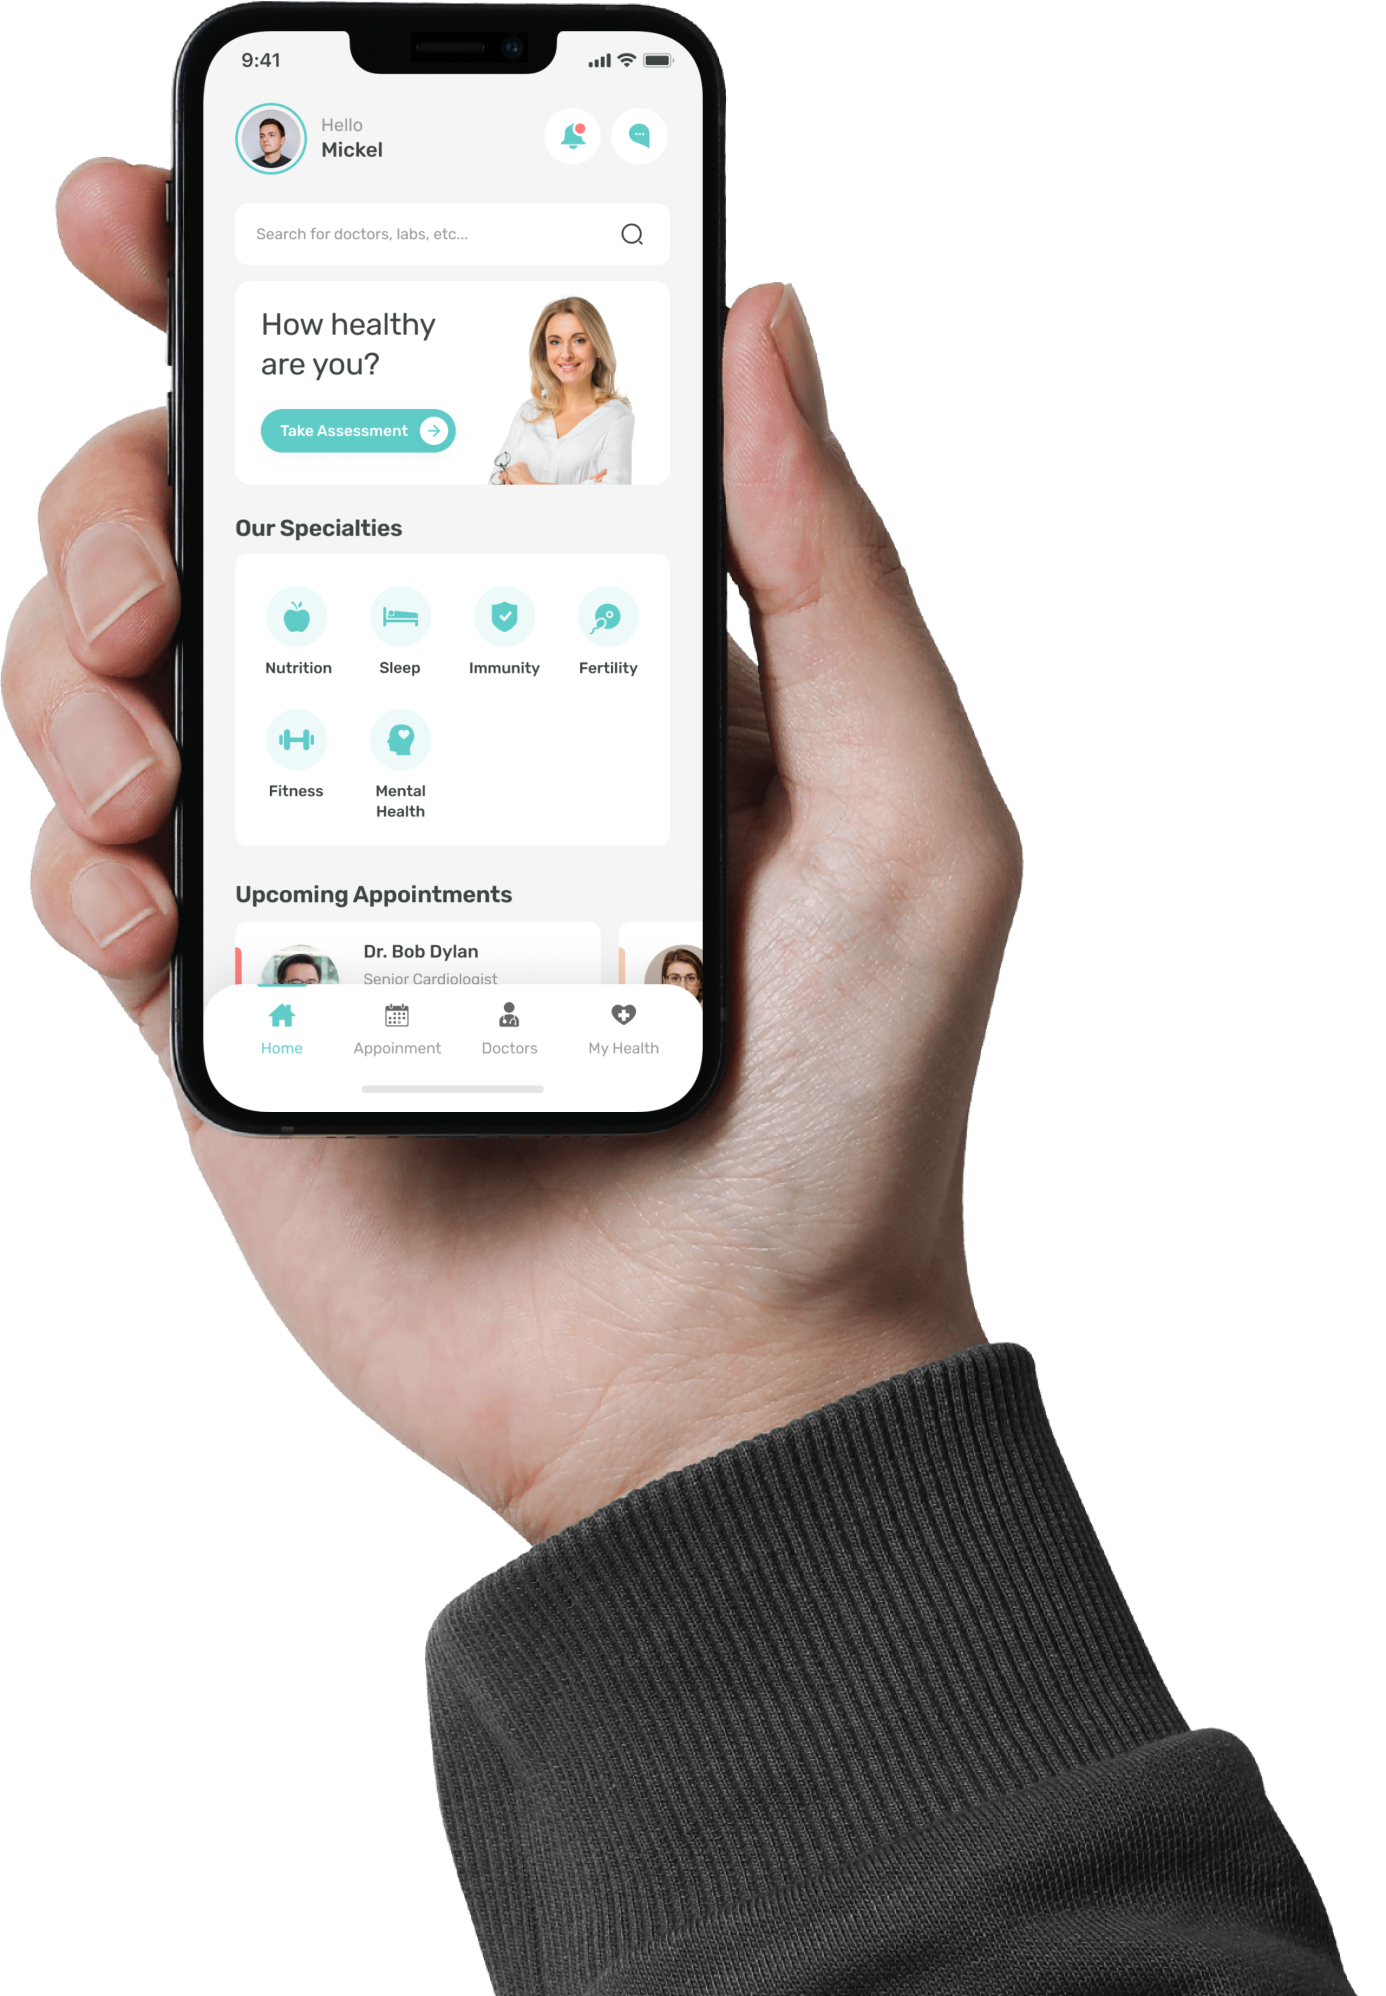 9:41
Hello
Mickel
Search for doctors, labs, etc...
How healthy
are you?
Take Assessment
Our Specialties
Nutrition
Sleep
Immunity
Fertility
Fitness
Mental
Health
Upcoming Appointments
Dr. Bob Dylan
Senior Cardiologist
Home
Appoinment
Doctors
My Health